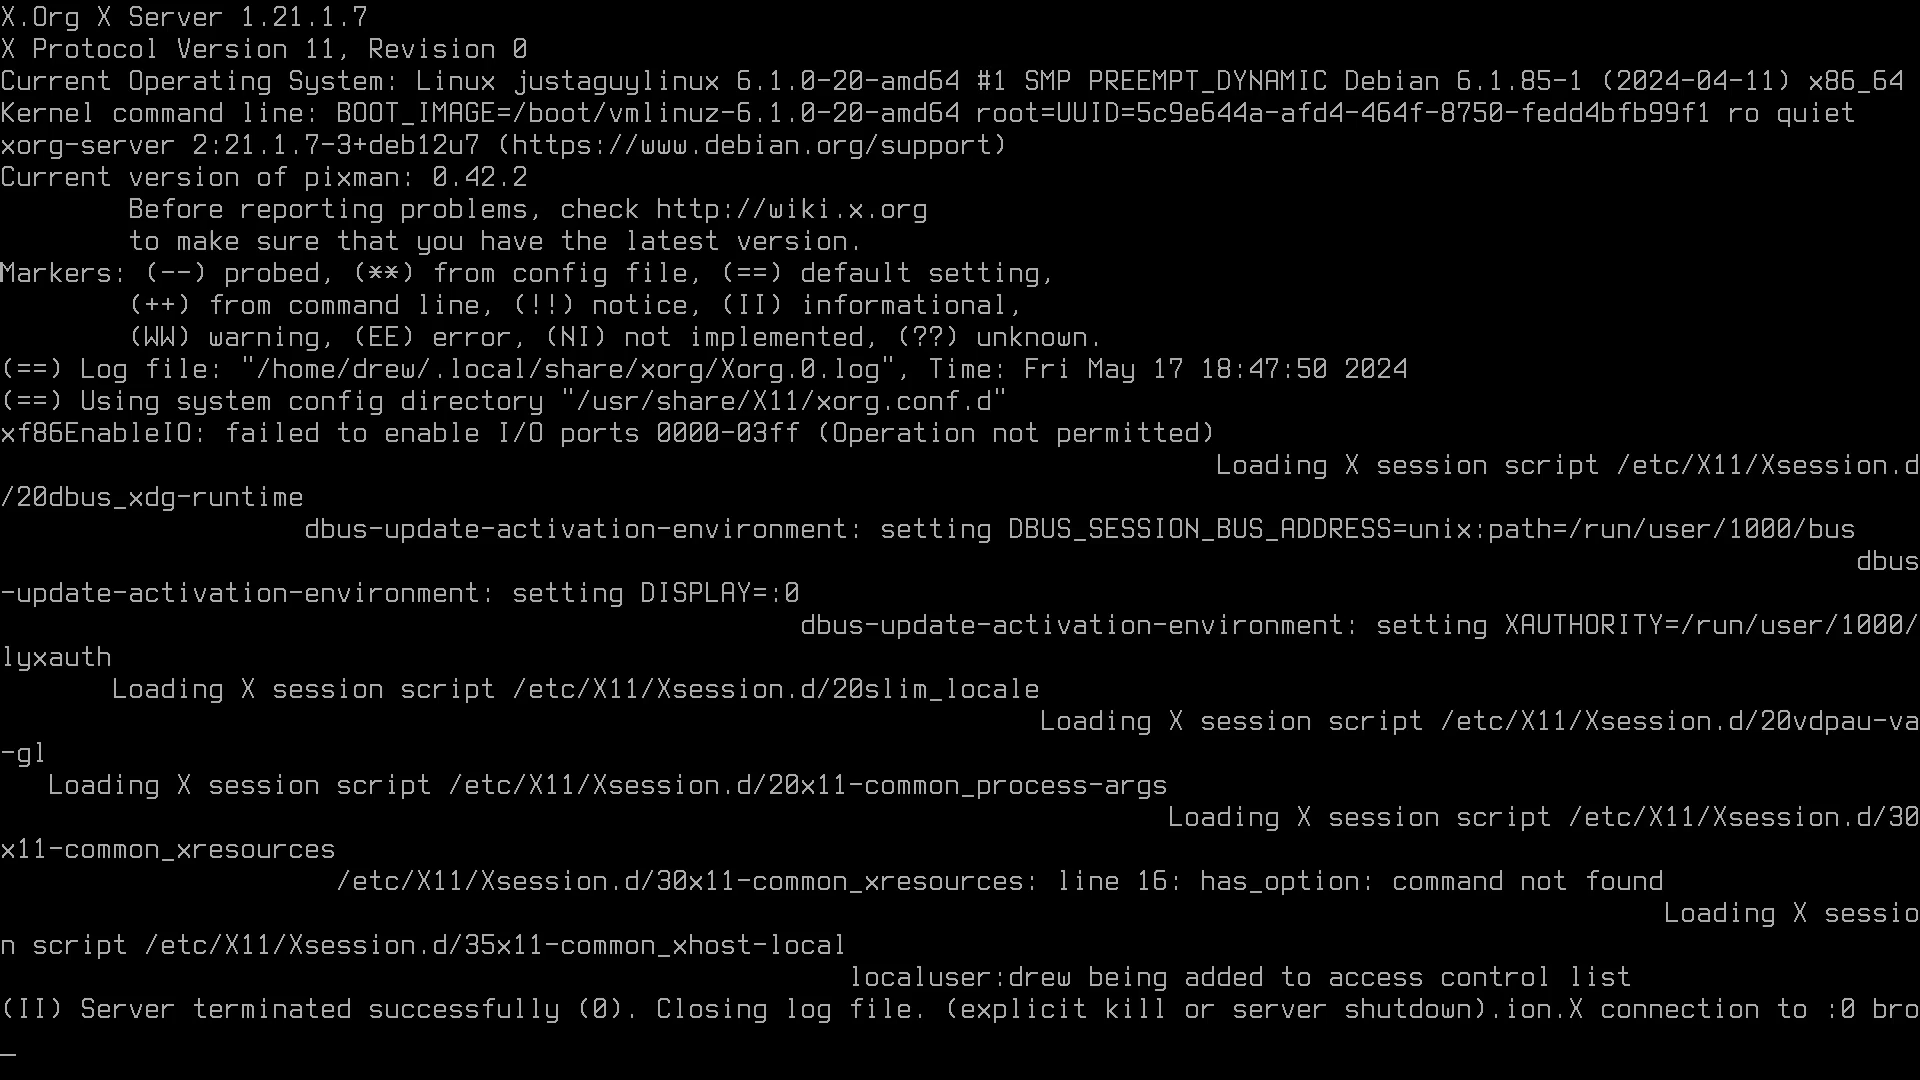 X.Org X Server 1.21.1.7
X Protocol Version 11, Revision 0
Current Operating System: Linux justaguylinux 6.1.0-20-amd64 #1 SMP PREEMPT_DYNAMIC Debian 6.1.85-1 (2024-04-11) x86_64
Kernel command line: BOOT_IMAGE=/boot/vmlinuz-6.1.0-20-amd64 root=UUID=5c9e644a-afd4-464f-8750-fedd4bfb99f1 ro quiet
xorg-server 2:21.1.7-3+deb12u7 (https://www.debian.org/support)
Current version of pixman: 0.42.2
Before reporting problems, check http://wiki.x.org
to make sure that you have the latest version.
Markers: (--) probed, (**) from config file, (==) default setting,
(++) from command line, (!!) notice, (II) informational,
(WW) warning, (EE) error, (NI) not implemented, (??) unknown.
(==) Log file: "/home/drew/.local/share/xorg/Xorg.0.log", Time: Fri May 17 18:47:50 2024
(==) Using system config directory "/usr/share/X11/xorg.conf.d"
xf86EnableIO: failed to enable I/O ports 0000-03ff (Operation not permitted)
Loading X session script /etc/X11/Xsession.d
/20dbus_xdg-runtime
dbus-update-activation-environment: setting DBUS_SESSION_BUS_ADDRESS=unix:path=/run/user/1000/bus
dbus
-update-activation-environment: setting DISPLAY=:0
dbus-update-activation-environment: setting XAUTHORITY=/run/user/1000/
lyxauth
Loading X session script /etc/X11/Xsession.d/20slim_locale
Loading X session script /etc/X11/Xsession.d/20vdpau-va
-gl
Loading X session script /etc/X11/Xsession.d/20x11-common_process-args
Loading X session script /etc/X11/Xsession.d/30
x11-common_xresources
/etc/X11/Xsession.d/30x11-common_xresources: line 16: has_option: command not found
Loading X sessio
n script /etc/X11/Xsession.d/35x11-common_xhost-local
localuser:drew being added to access control list
(II) Server terminated successfully (0). Closing log file. (explicit kill or server shutdown).ion.X connection to :0 bro
_